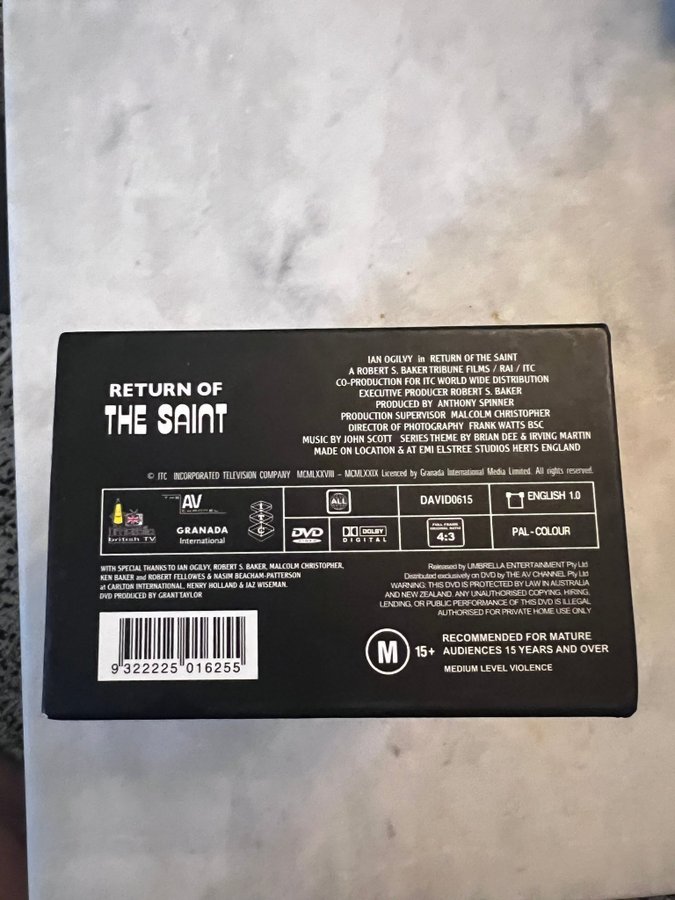 RETURN OF
THE SAINT
IAN OGILVY in RETURN OF THE SAINT
A ROBERT S. BAKER TRIBUNE FILMS / RAI / ITC
CO-PRODUCTION FOR ITC WORLD WIDE DISTRIBUTION
EXECUTIVE PRODUCER ROBERT S. BAKER
PRODUCED BY ANTHONY SPINNER
PRODUCTION SUPERVISOR MALCOLM CHRISTOPHER
DIRECTOR OF PHOTOGRAPHY FRANK WATTS BSC
MUSIC BY JOHN SCOTT SERIES THEME BY BRIAN DEE & IRVING MARTIN
MADE ON LOCATION & AT EMI ELSTREE STUDIOS HERTS ENGLAND
© ITC INCORPORATED TELEVISION COMPANY MCMLXXVIII - MCMLXXIX Licenced by Granada International Media Limited. All rights reserved.
british TV
THE AV CHANNEL
GRANADA
International
ITC
ALL
DVD
DOLBY
DIGITAL
DAVID0615
FULL FRAME
4:3
ENGLISH 1.0
PAL - COLOUR
WITH SPECIAL THANKS TO IAN OGILVY, ROBERT S. BAKER, MALCOLM CHRISTOPHER,
KEN BAKER and ROBERT FELLOWES & NASIM BEACHAM-PATTERSON
at CARLTON INTERNATIONAL, HENRY HOLLAND & JAZ WISEMAN.
DVD PRODUCED BY GRANT TAYLOR
Released by UMBRELLA ENTERTAINMENT Pty Ltd
Distributed exclusively on DVD by THE AV CHANNEL Pty Ltd
WARNING: THIS DVD IS PROTECTED BY LAW IN AUSTRALIA
AND NEW ZEALAND. ANY UNAUTHORISED COPYING, HIRING,
LENDING, OR PUBLIC PERFORMANCE OF THIS DVD IS ILLEGAL
AUTHORISED FOR PRIVATE HOME USE ONLY
9 322225 016255
M 15+
RECOMMENDED FOR MATURE
AUDIENCES 15 YEARS AND OVER
MEDIUM LEVEL VIOLENCE